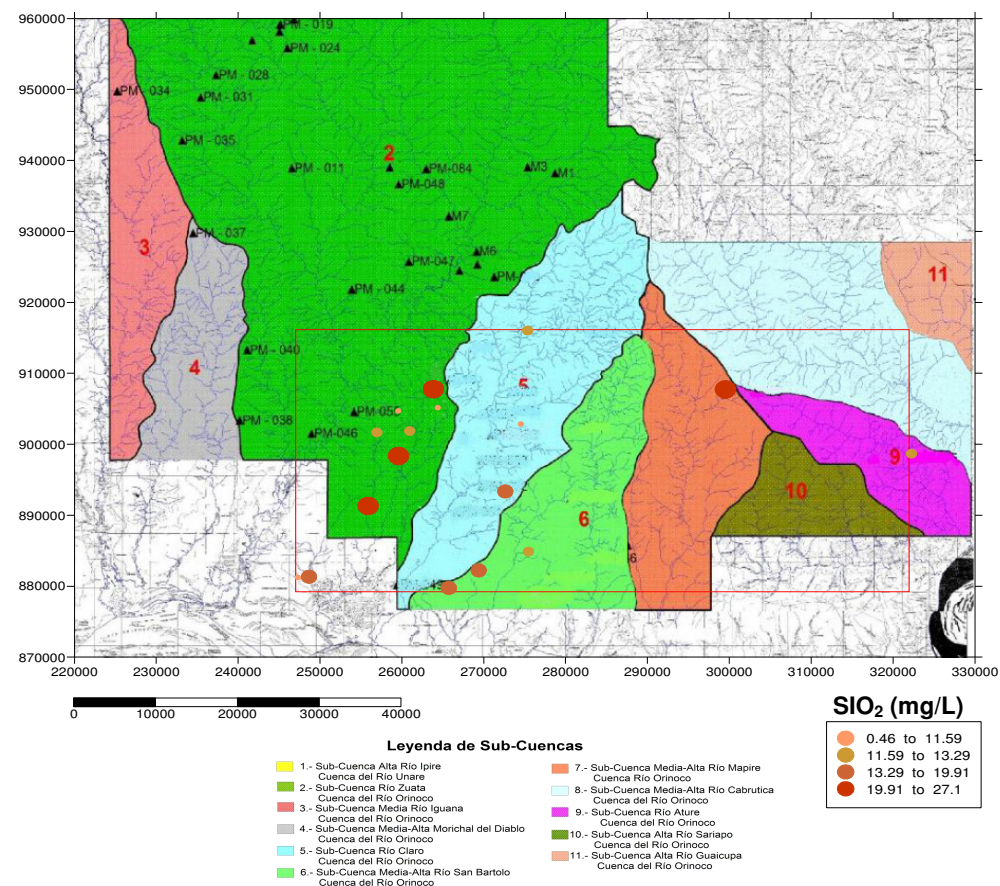 960000
950000
940000
930000
920000
910000
900000
890000
880000
870000
220000 230000 240000 250000 260000 270000 280000 290000 300000 310000 320000 330000
PM - 019
PM - 024
PM - 028
PM - 034
PM - 031
PM - 035
2
PM - 011
PM-084
M3
M1
PM-048
M7
PM - 037
3
M6
PM-047
PM-
11
PM - 044
PM - 040
4
5
PM - 038
PM-046
9
10
6
0 10000 20000 30000 40000
SIO₂ (mg/L)
0.46 to 11.59
11.59 to 13.29
13.29 to 19.91
19.91 to 27.1
Leyenda de Sub-Cuencas
1.- Sub-Cuenca Alta Río Ipire
Cuenca del Río Unare
2.- Sub-Cuenca Río Zuata
Cuenca del Río Orinoco
3.- Sub-Cuenca Media Río Iguana
Cuenca del Río Orinoco
4.- Sub-Cuenca Media-Alta Morichal del Diablo
Cuenca del Río Orinoco
5.- Sub-Cuenca Río Claro
Cuenca del Río Orinoco
6.- Sub-Cuenca Media-Alta Río San Bartolo
Cuenca del Río Orinoco
7.- Sub-Cuenca Media-Alta Río Mapire
Cuenca Río Orinoco
8.- Sub-Cuenca Media-Alta Río Cabrutica
Cuenca del Río Orinoco
9.- Sub-Cuenca Río Ature
Cuenca del Río Orinoco
10.- Sub-Cuenca Alta Río Sariapo
Cuenca del Río Orinoco
11.- Sub-Cuenca Alta Río Guaicupa
Cuenca del Río Orinoco